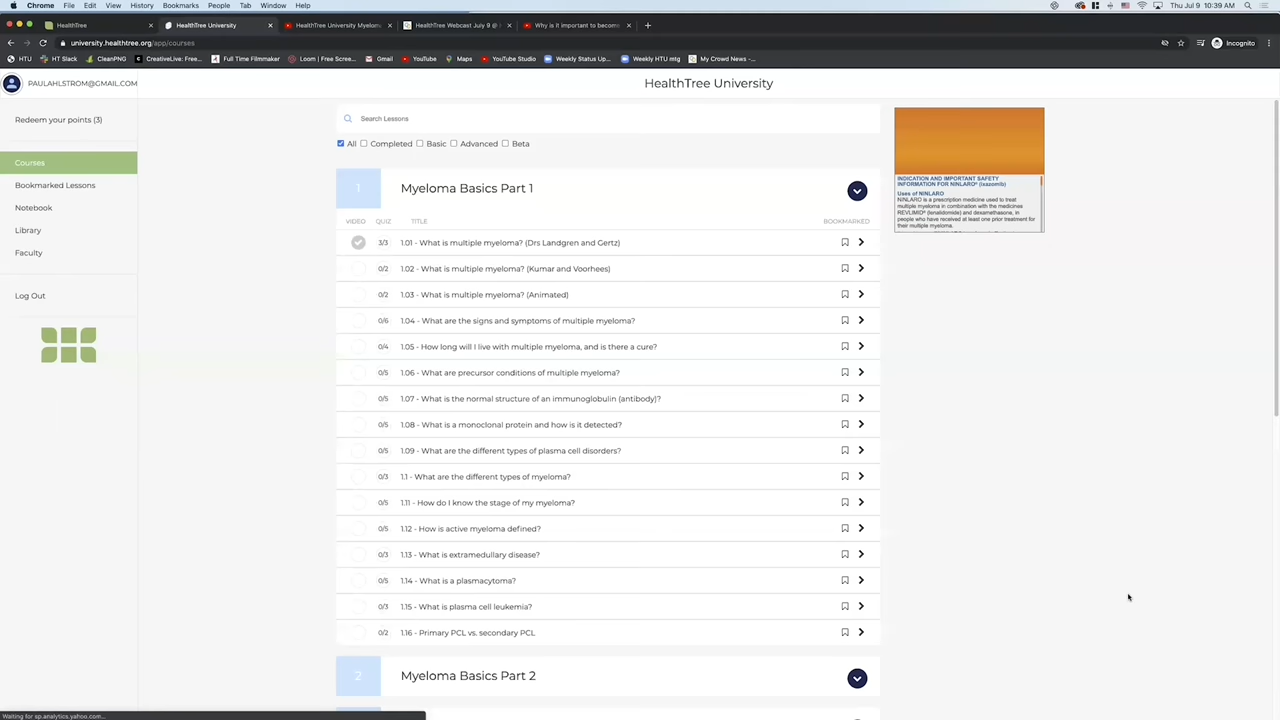 Chrome File Edit View History Bookmarks People Tab Window Help Thu Jul 9 10:39 AM
HealthTree HealthTree University HealthTree University Myelom HealthTree Webcast July 9 @ Why is it important to becom
university.healthtree.org/app/courses Incognito
HTU HT Slack CleanPNG CreativeLive: Free... Full Time Filmmaker Loom | Free Scree... Gmail YouTube Maps YouTube Studio Weekly Status Up... Weekly HTU mtg My Crowd News -...
PAULAHLSTROM@GMAIL.COM
HealthTree University
Redeem your points (3)
Courses
Bookmarked Lessons
Notebook
Library
Faculty
Log Out
Search Lessons
All Completed Basic Advanced Beta
1 Myeloma Basics Part 1
VIDEO QUIZ TITLE BOOKMARKED
3/3 1.01 - What is multiple myeloma? (Drs Landgren and Gertz)
0/2 1.02 - What is multiple myeloma? (Kumar and Voorhees)
0/2 1.03 - What is multiple myeloma? (Animated)
0/6 1.04 - What are the signs and symptoms of multiple myeloma?
0/4 1.05 - How long will I live with multiple myeloma, and is there a cure?
0/5 1.06 - What are precursor conditions of multiple myeloma?
0/5 1.07 - What is the normal structure of an immunoglobulin (antibody)?
0/5 1.08 - What is a monoclonal protein and how is it detected?
0/5 1.09 - What are the different types of plasma cell disorders?
0/3 1.1 - What are the different types of myeloma?
0/5 1.11 - How do I know the stage of my myeloma?
0/5 1.12 - How is active myeloma defined?
0/3 1.13 - What is extramedullary disease?
0/5 1.14 - What is a plasmacytoma?
0/3 1.15 - What is plasma cell leukemia?
0/2 1.16 - Primary PCL vs. secondary PCL
2 Myeloma Basics Part 2
INDICATION AND IMPORTANT SAFETY
INFORMATION FOR NINLARO® (ixazomib)
Uses of NINLARO
NINLARO is a prescription medicine used to treat
multiple myeloma in combination with the medicines
REVLIMID® (lenalidomide) and dexamethasone, in
people who have received at least one prior treatment for
their multiple myeloma.
Waiting for sp.analytics.yahoo.com...